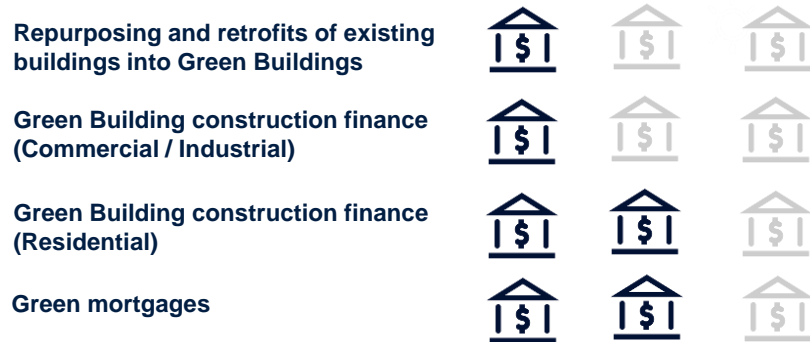 Repurposing and retrofits of existing
buildings into Green Buildings
$ $ $
Green Building construction finance
(Commercial / Industrial)
$ $ $
Green Building construction finance
(Residential)
$ $ $
Green mortgages
$ $ $